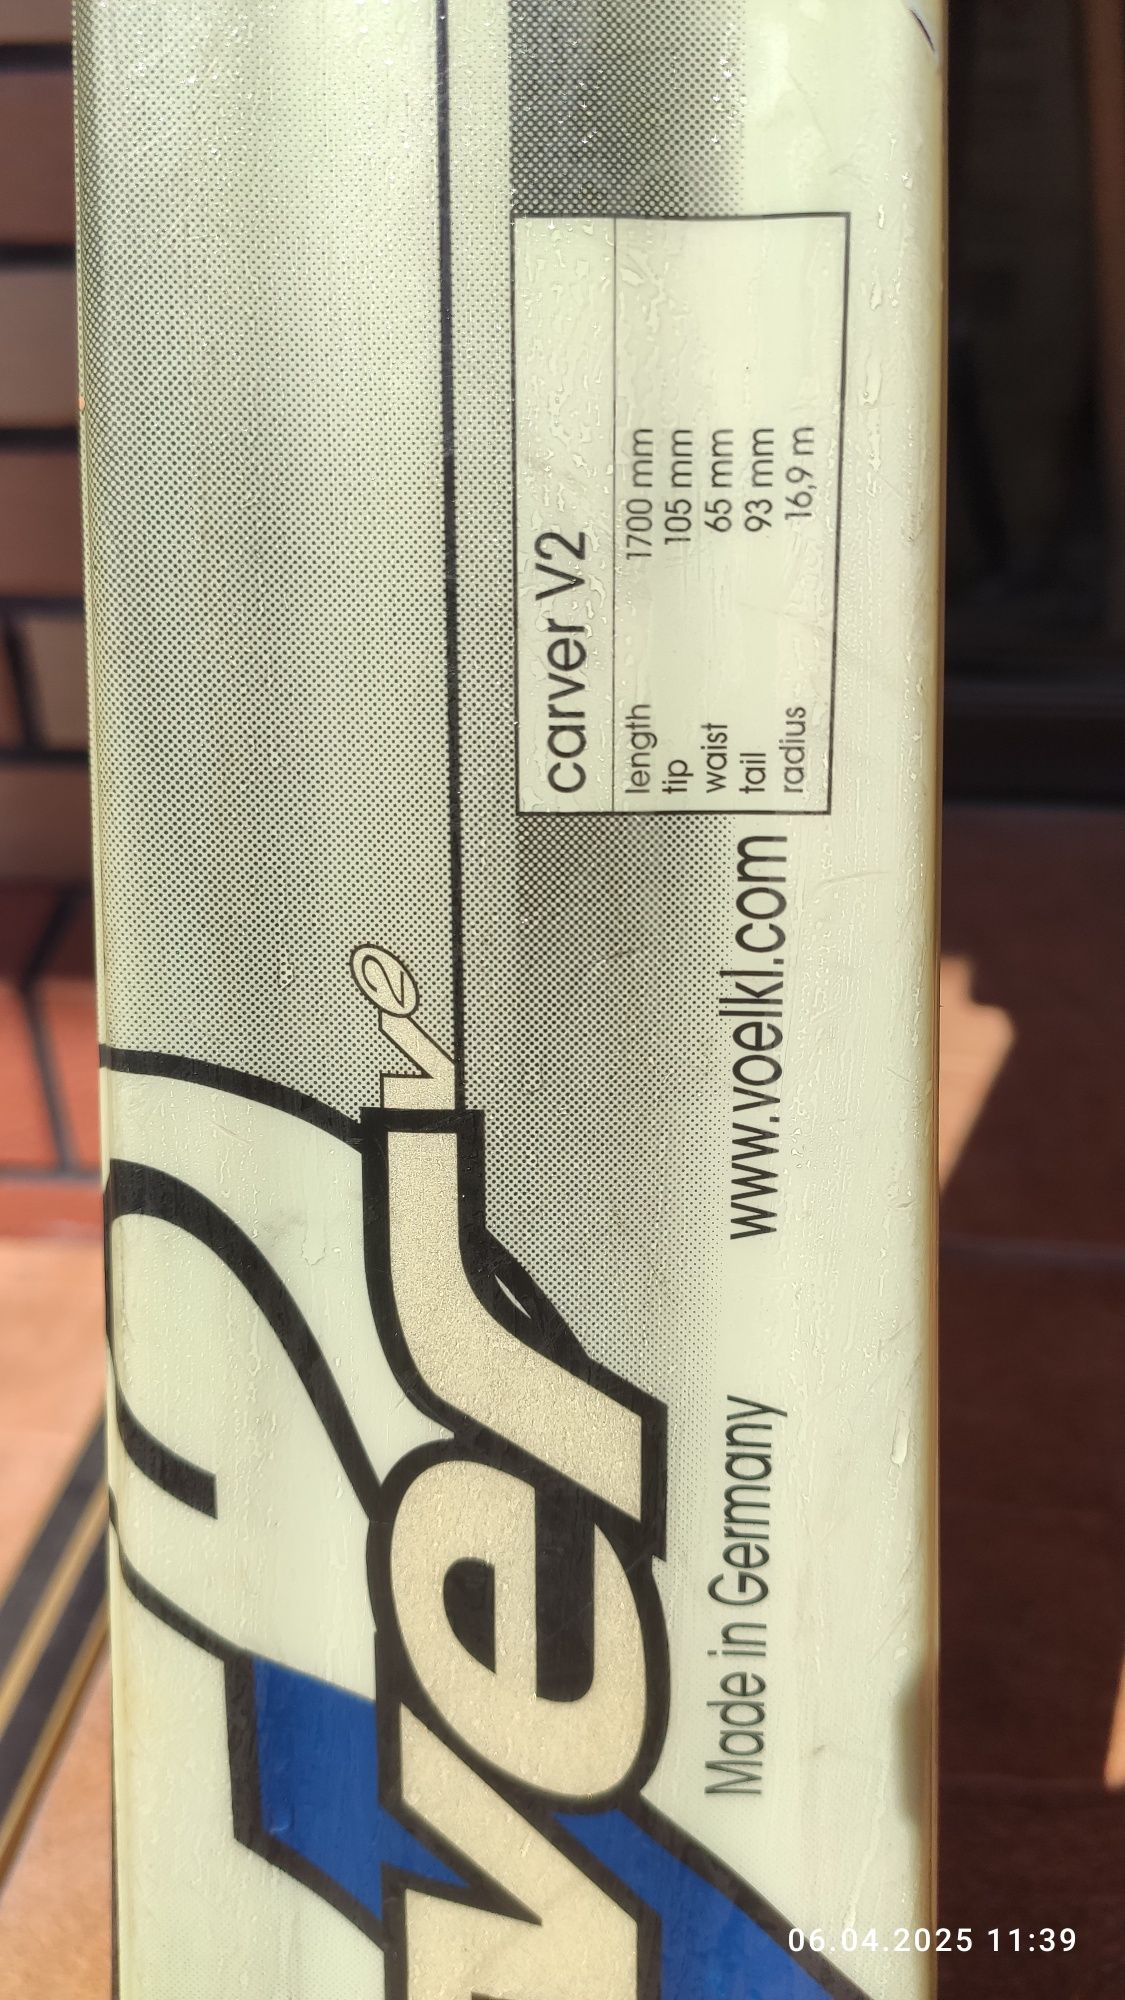 carver V2
length 1700 mm
tip 105 mm
waist 65 mm
tail 93 mm
radius 16,9 m
ver v2
Made in Germany www.voelkl.com
06.04.2025 11:39